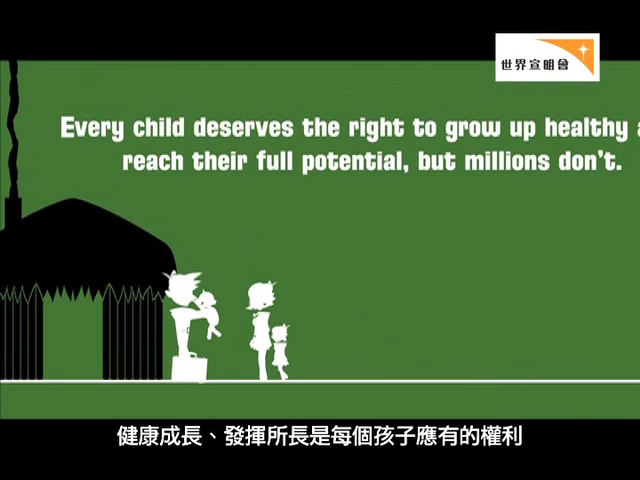 世界宣明會
Every child deserves the right to grow up healthy a
reach their full potential, but millions don't.
健康成長、發揮所長是每個孩子應有的權利